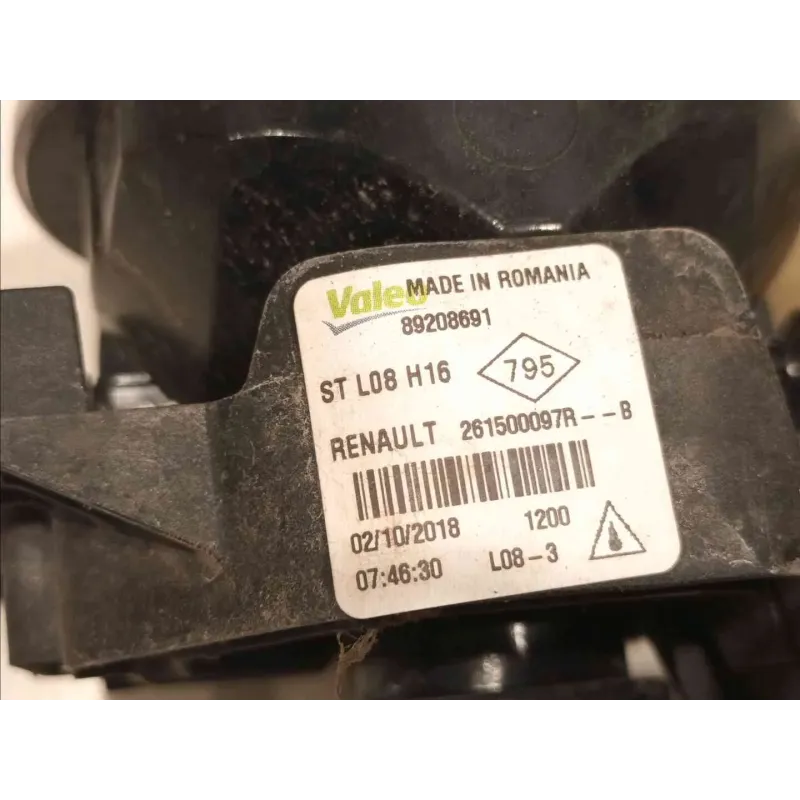 Valeo MADE IN ROMANIA
89208691
ST L08 H16 795
RENAULT 261500097R--B
02/10/2018 1200
07:46:30 L08-3